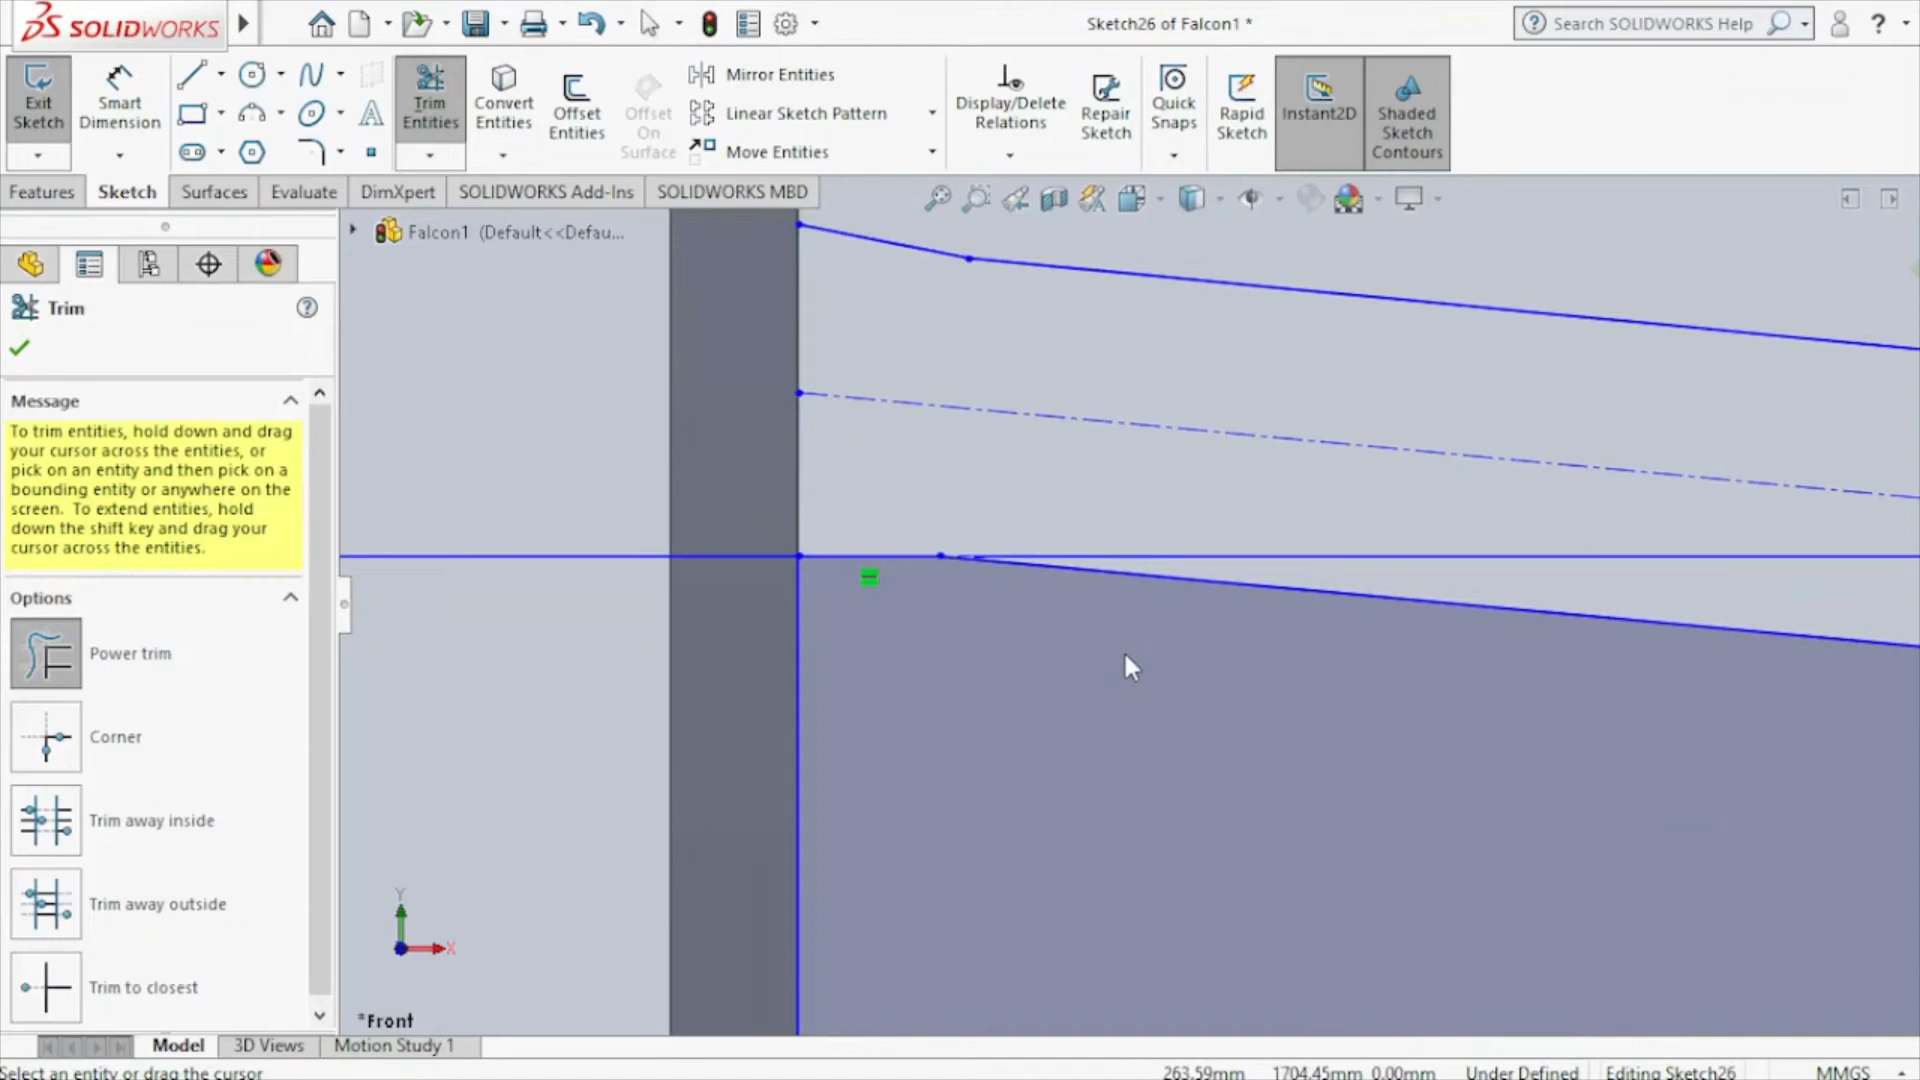 SOLIDWORKS
Sketch26 of Falcon1 *
Search SOLIDWORKS Help
?
Exit Sketch
Smart Dimension
Trim Entities
Convert Entities
Offset Entities
Offset On Surface
Mirror Entities
Linear Sketch Pattern
Move Entities
Display/Delete Relations
Repair Sketch
Quick Snaps
Rapid Sketch
Instant2D
Shaded Sketch Contours
Features
Sketch
Surfaces
Evaluate
DimXpert
SOLIDWORKS Add-Ins
SOLIDWORKS MBD
Falcon1 (Default<<Defau...
Trim
?
Message
To trim entities, hold down and drag
your cursor across the entities, or
pick on an entity and then pick on a
bounding entity or anywhere on the
screen. To extend entities, hold
down the shift key and drag your
cursor across the entities.
Options
Power trim
Corner
Trim away inside
Trim away outside
Trim to closest
Y
X
*Front
Model
3D Views
Motion Study 1
Select an entity or drag the cursor
263.59mm
1704.45mm
0.00mm
Under Defined
Editing Sketch26
MMGS